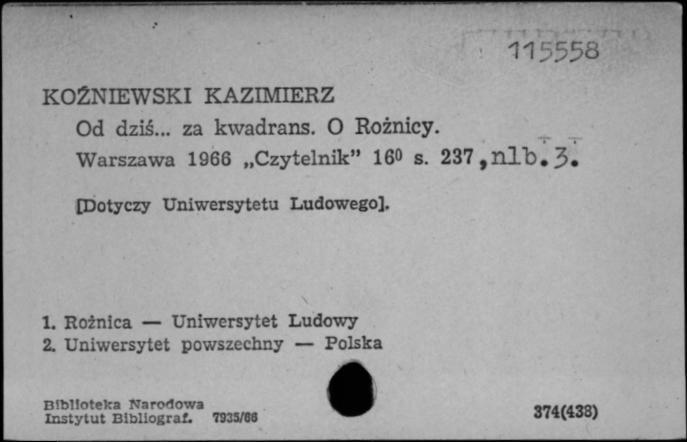 115558
KOŹNIEWSKI KAZIMIERZ
Od dziś... za kwadrans. O Rożnicy.
Warszawa 1966 „Czytelnik” 16⁰ s. 237, nlb. 3.
[Dotyczy Uniwersytetu Ludowego].
1. Rożnica — Uniwersytet Ludowy
2. Uniwersytet powszechny — Polska
Biblioteka Narodowa
Instytut Bibliograf. 7935/66
374(438)